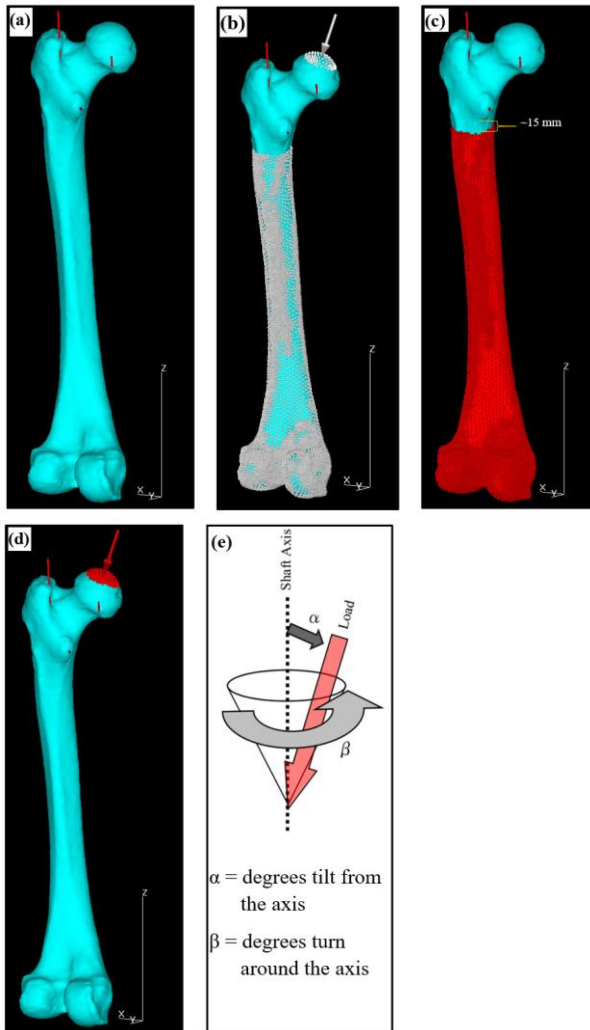 (a)
z
x
y
(b)
z
x
y
(c)
~15 mm
z
x
y
(d)
z
x
y
(e)
Shaft Axis
α
Load
β
α = degrees tilt from
the axis
β = degrees turn
around the axis